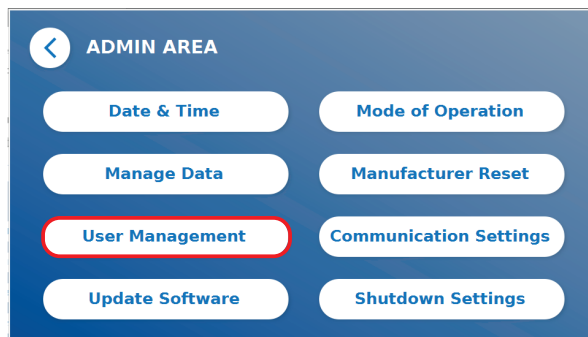 ADMIN AREA
Date & Time
Mode of Operation
Manage Data
Manufacturer Reset
User Management
Communication Settings
Update Software
Shutdown Settings